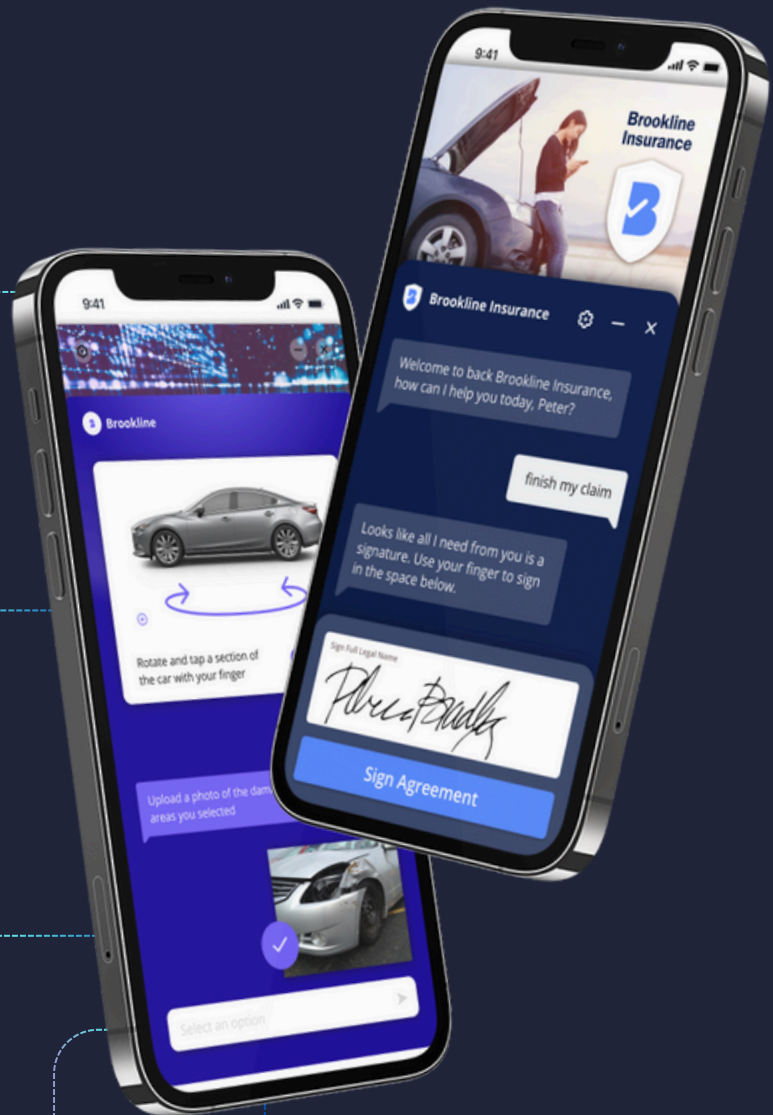 9:41
Brookline
Insurance
Brookline Insurance
Welcome to back Brookline Insurance,
how can I help you today, Peter?
finish my claim
Looks like all I need from you is a
signature. Use your finger to sign
in the space below.
Sign Full Legal Name
Sign Agreement
9:41
Brookline
Rotate and tap a section of
the car with your finger
Upload a photo of the
areas you selected
Select an option